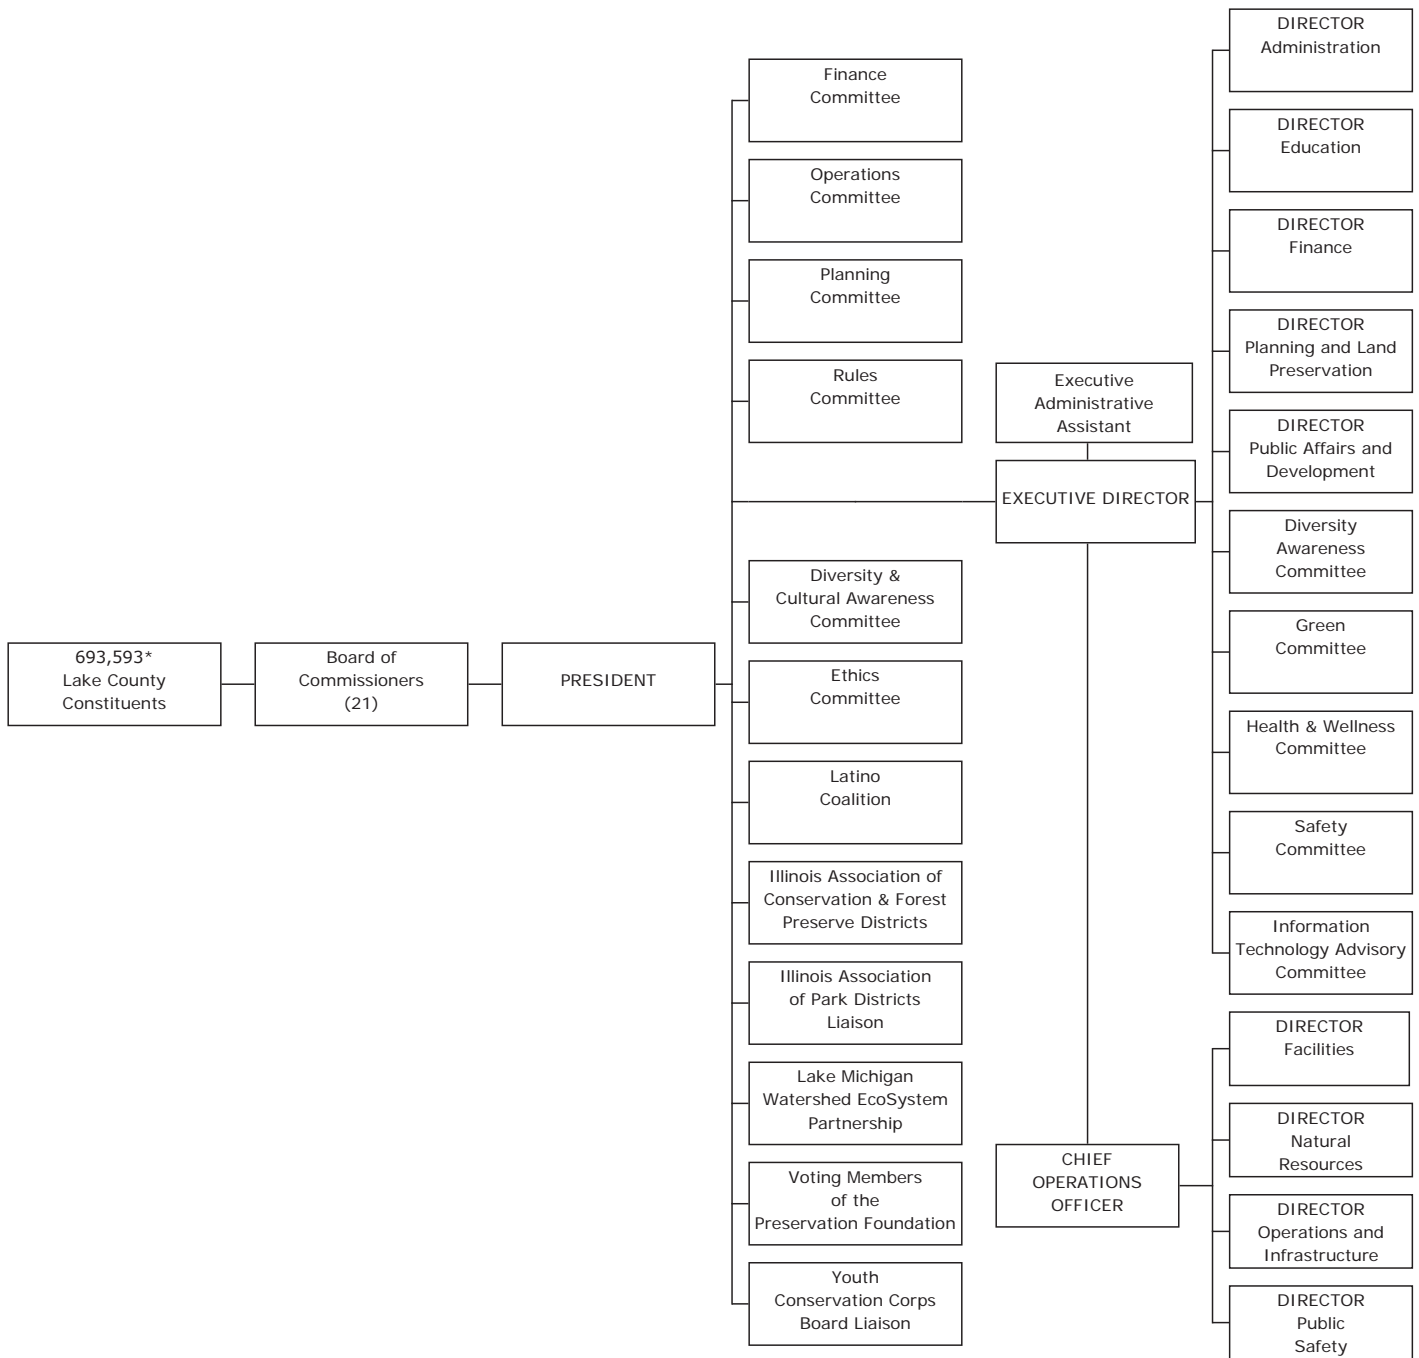 693,593*
Lake County
Constituents
Board of
Commissioners
(21)
PRESIDENT
Finance
Committee
Operations
Committee
Planning
Committee
Rules
Committee
Diversity &
Cultural Awareness
Committee
Ethics
Committee
Latino
Coalition
Illinois Association of
Conservation & Forest
Preserve Districts
Illinois Association
of Park Districts
Liaison
Lake Michigan
Watershed EcoSystem
Partnership
Voting Members
of the
Preservation Foundation
Youth
Conservation Corps
Board Liaison
Executive
Administrative
Assistant
EXECUTIVE DIRECTOR
CHIEF
OPERATIONS
OFFICER
DIRECTOR
Administration
DIRECTOR
Education
DIRECTOR
Finance
DIRECTOR
Planning and Land
Preservation
DIRECTOR
Public Affairs and
Development
Diversity
Awareness
Committee
Green
Committee
Health & Wellness
Committee
Safety
Committee
Information
Technology Advisory
Committee
DIRECTOR
Facilities
DIRECTOR
Natural
Resources
DIRECTOR
Operations and
Infrastructure
DIRECTOR
Public
Safety